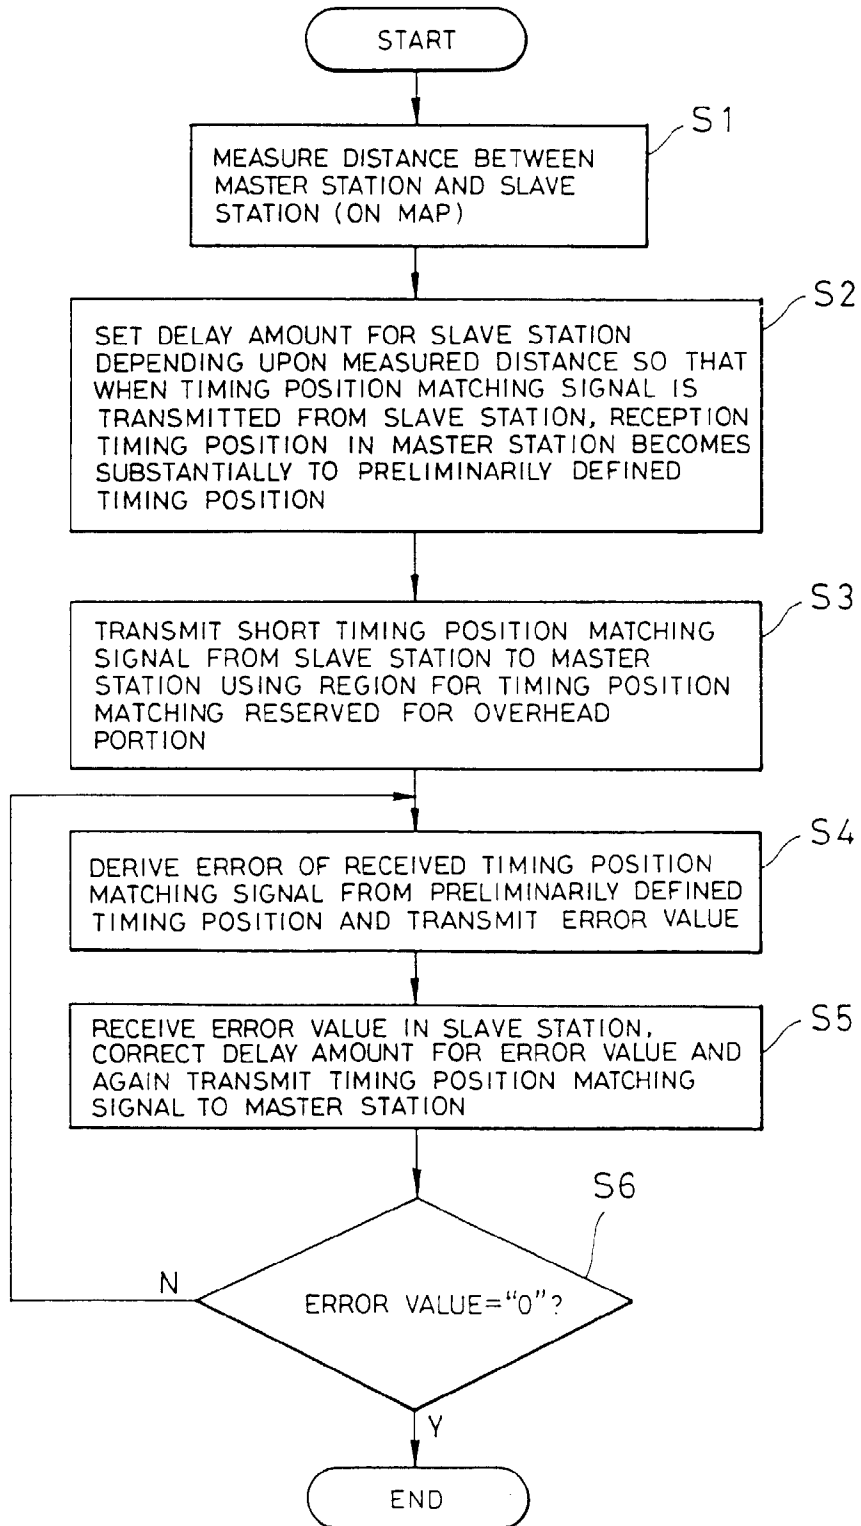 START
S1
MEASURE DISTANCE BETWEEN
MASTER STATION AND SLAVE
STATION (ON MAP)
S2
SET DELAY AMOUNT FOR SLAVE STATION
DEPENDING UPON MEASURED DISTANCE SO THAT
WHEN TIMING POSITION MATCHING SIGNAL IS
TRANSMITTED FROM SLAVE STATION, RECEPTION
TIMING POSITION IN MASTER STATION BECOMES
SUBSTANTIALLY TO PRELIMINARILY DEFINED
TIMING POSITION
S3
TRANSMIT SHORT TIMING POSITION MATCHING
SIGNAL FROM SLAVE STATION TO MASTER
STATION USING REGION FOR TIMING POSITION
MATCHING RESERVED FOR OVERHEAD
PORTION
S4
DERIVE ERROR OF RECEIVED TIMING POSITION
MATCHING SIGNAL FROM PRELIMINARILY DEFINED
TIMING POSITION AND TRANSMIT ERROR VALUE
S5
RECEIVE ERROR VALUE IN SLAVE STATION,
CORRECT DELAY AMOUNT FOR ERROR VALUE AND
AGAIN TRANSMIT TIMING POSITION MATCHING
SIGNAL TO MASTER STATION
S6
N
ERROR VALUE="0"?
Y
END